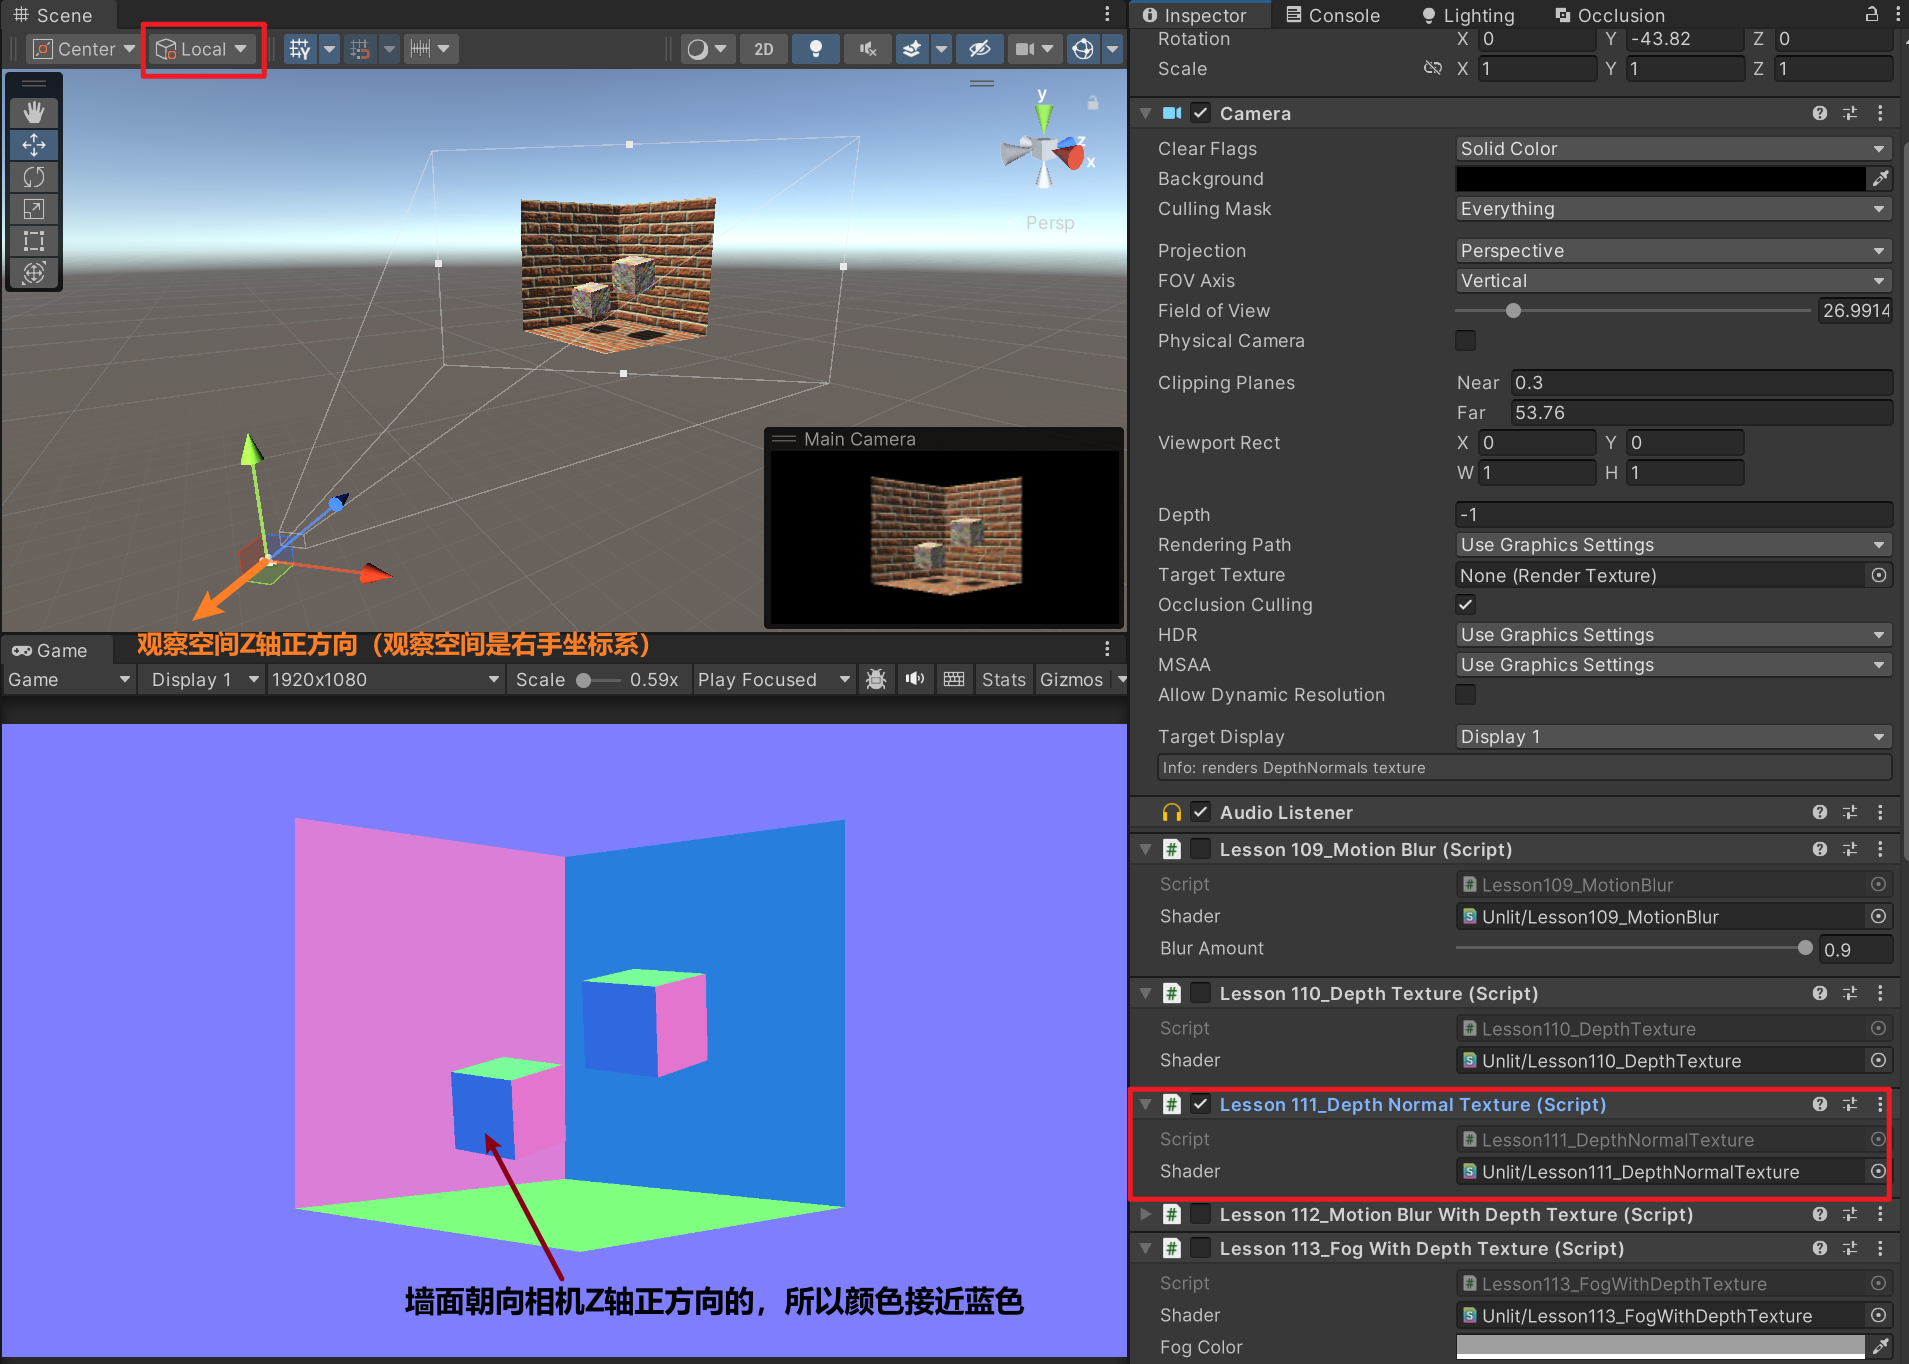 Scene
Center
Local
2D
y
z
x
Persp
Main Camera
观察空间Z轴正方向（观察空间是右手坐标系）
Game
Game
Display 1
1920x1080
Scale
0.59x
Play Focused
Stats
Gizmos
墙面朝向相机Z轴正方向的，所以颜色接近蓝色
Inspector
Console
Lighting
Occlusion
Rotation X 0 Y -43.82 Z 0
Scale X 1 Y 1 Z 1
Camera
Clear Flags Solid Color
Background
Culling Mask Everything
Projection Perspective
FOV Axis Vertical
Field of View 26.9914
Physical Camera
Clipping Planes Near 0.3
Far 53.76
Viewport Rect X 0 Y 0
W 1 H 1
Depth -1
Rendering Path Use Graphics Settings
Target Texture None (Render Texture)
Occlusion Culling
HDR Use Graphics Settings
MSAA Use Graphics Settings
Allow Dynamic Resolution
Target Display Display 1
Info: renders DepthNormals texture
Audio Listener
# Lesson 109_Motion Blur (Script)
Script # Lesson109_MotionBlur
Shader S Unlit/Lesson109_MotionBlur
Blur Amount 0.9
# Lesson 110_Depth Texture (Script)
Script # Lesson110_DepthTexture
Shader S Unlit/Lesson110_DepthTexture
# Lesson 111_Depth Normal Texture (Script)
Script # Lesson111_DepthNormalTexture
Shader S Unlit/Lesson111_DepthNormalTexture
# Lesson 112_Motion Blur With Depth Texture (Script)
# Lesson 113_Fog With Depth Texture (Script)
Script # Lesson113_FogWithDepthTexture
Shader S Unlit/Lesson113_FogWithDepthTexture
Fog Color